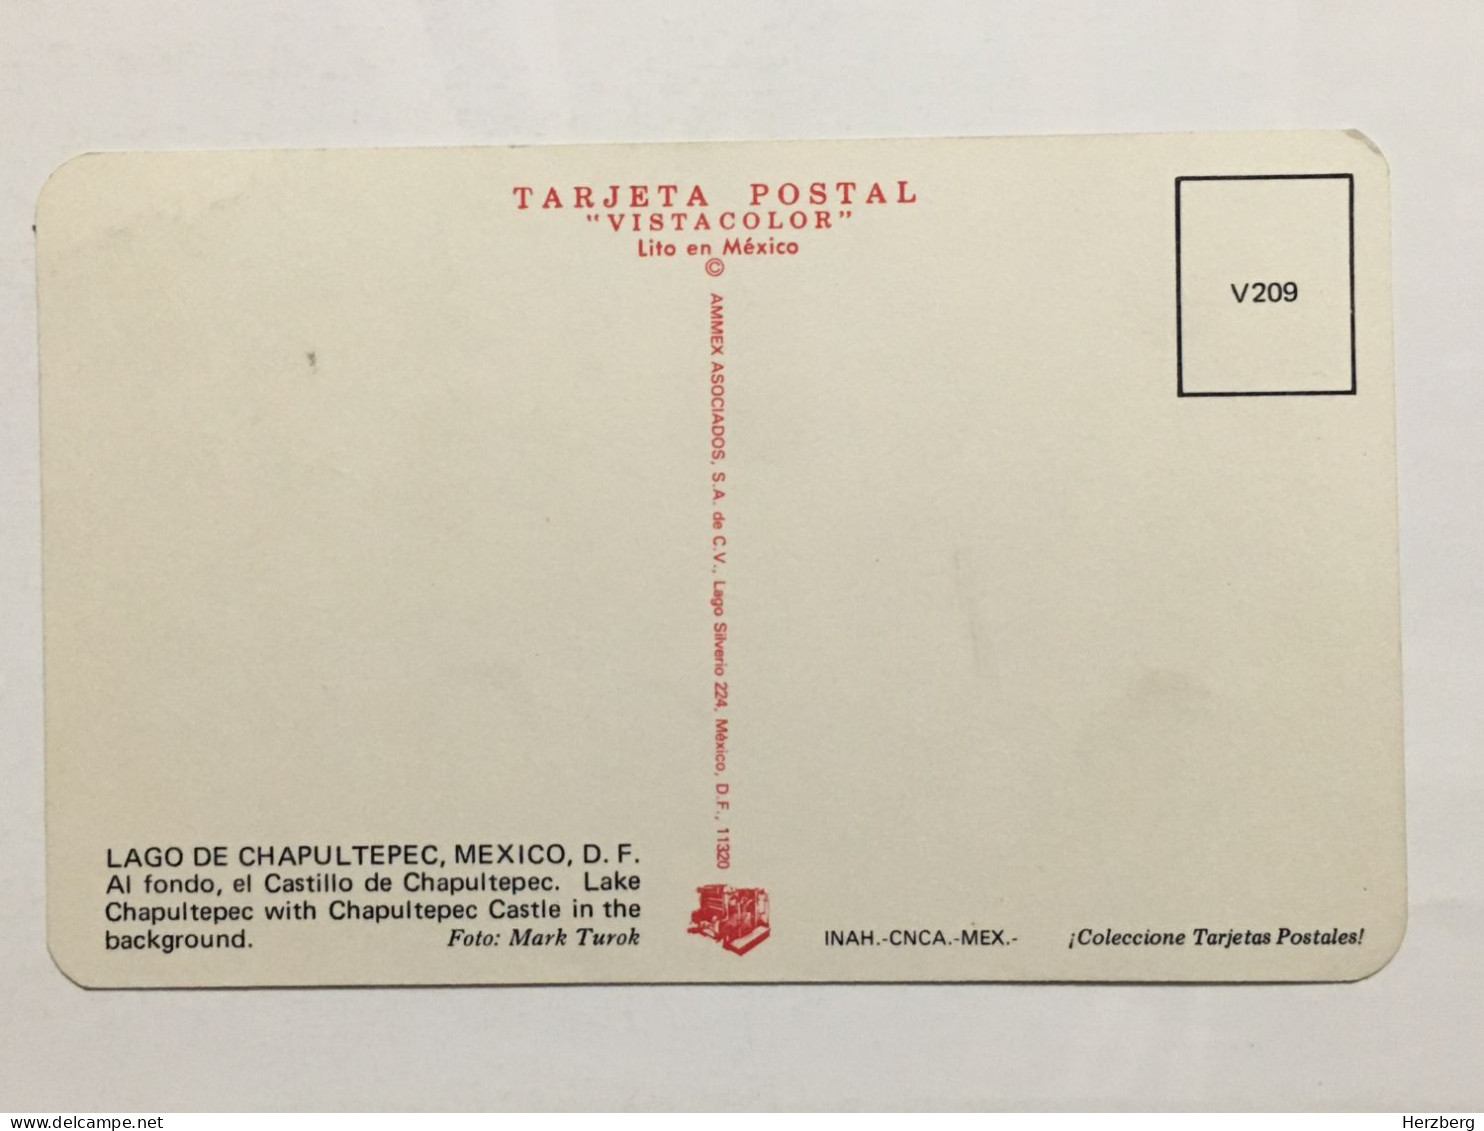 TARJETA POSTAL
"VISTACOLOR"
Lito en México
©
AMMEX ASOCIADOS, S.A. de C.V., Lago Silverio 224, México, D.F., 11320
V209
LAGO DE CHAPULTEPEC, MEXICO, D. F.
Al fondo, el Castillo de Chapultepec. Lake
Chapultepec with Chapultepec Castle in the
background. Foto: Mark Turok
INAH.-CNCA.-MEX.- ¡Coleccione Tarjetas Postales!
delcampe.net
Herzberg